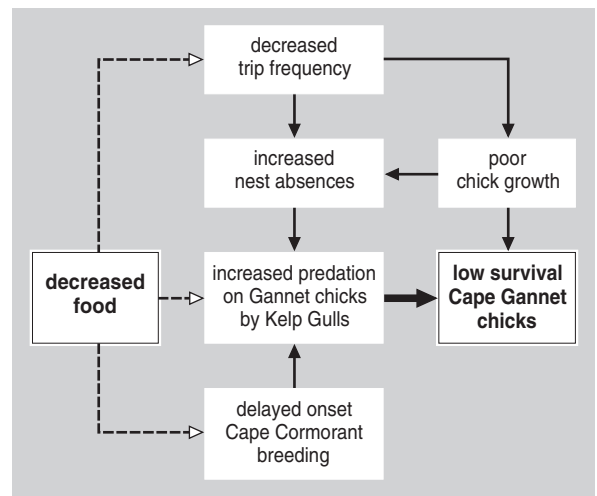 decreased
trip frequency
increased
nest absences
poor
chick growth
decreased
food
increased predation
on Gannet chicks
by Kelp Gulls
low survival
Cape Gannet
chicks
delayed onset
Cape Cormorant
breeding